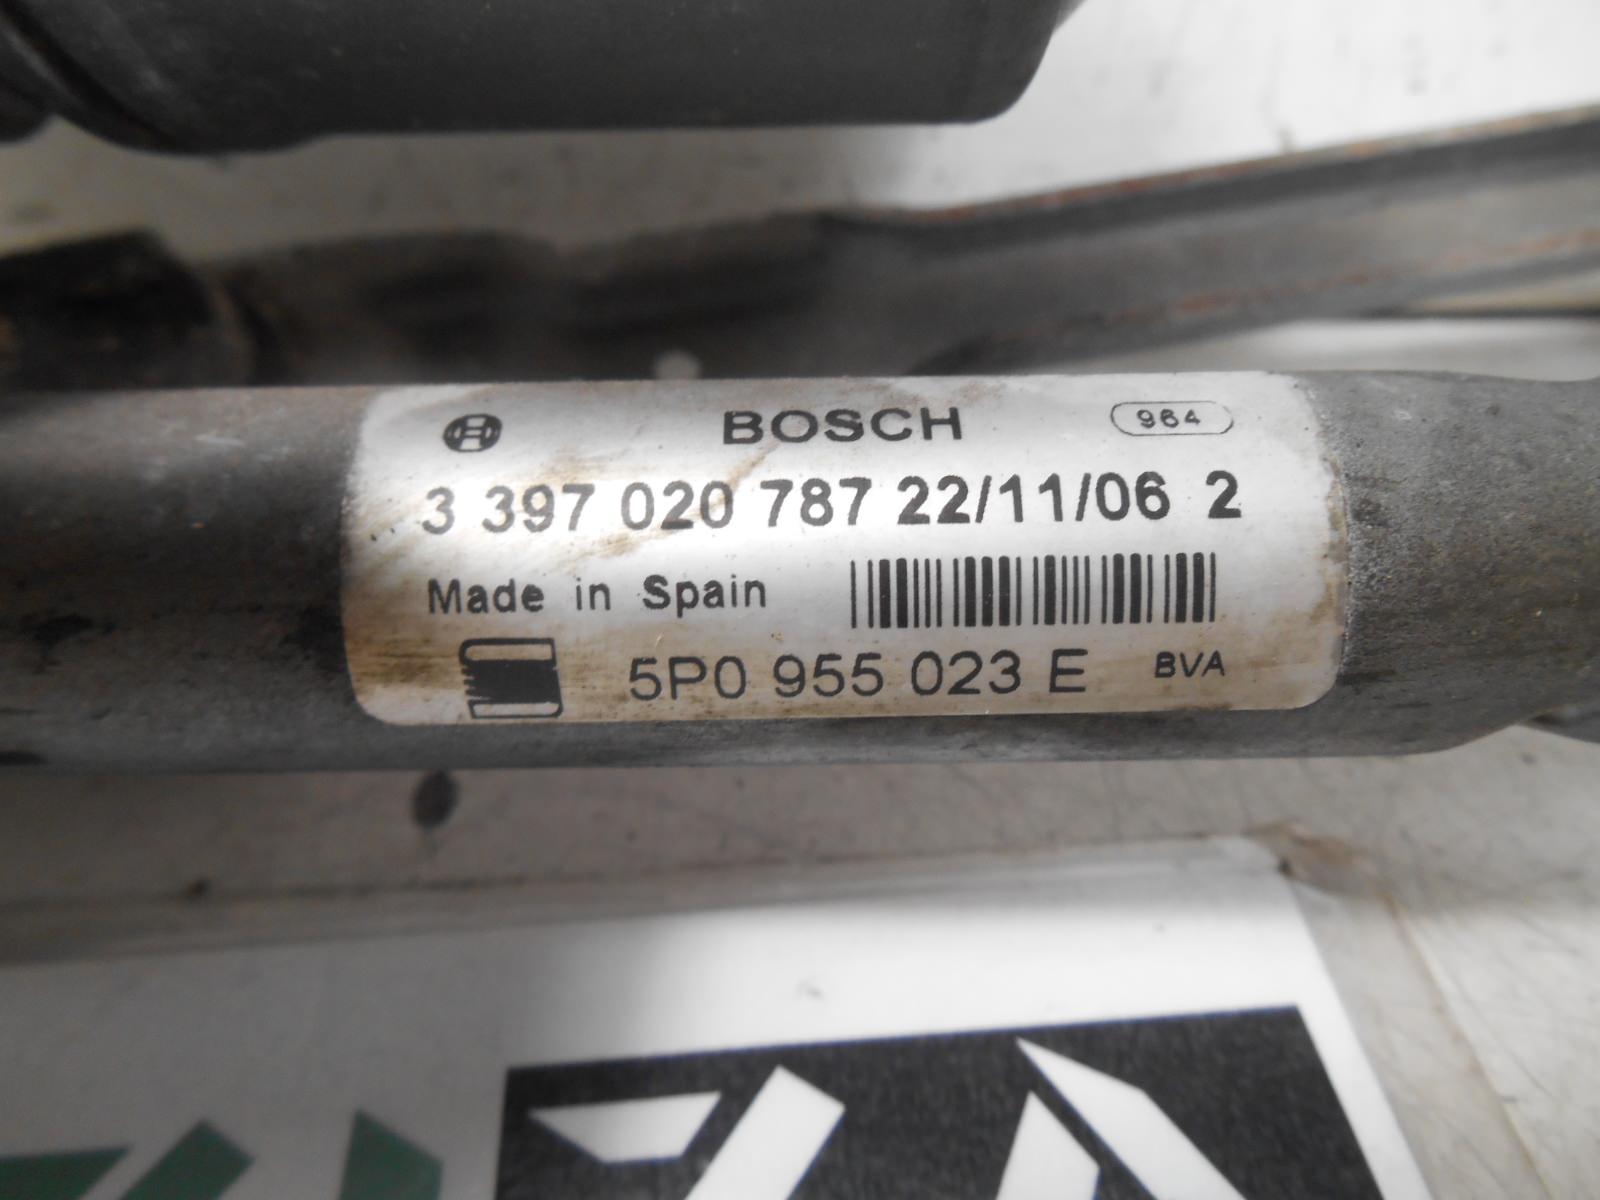 BOSCH 964
3 397 020 787 22/11/06 2
Made in Spain
5P0 955 023 E BVA